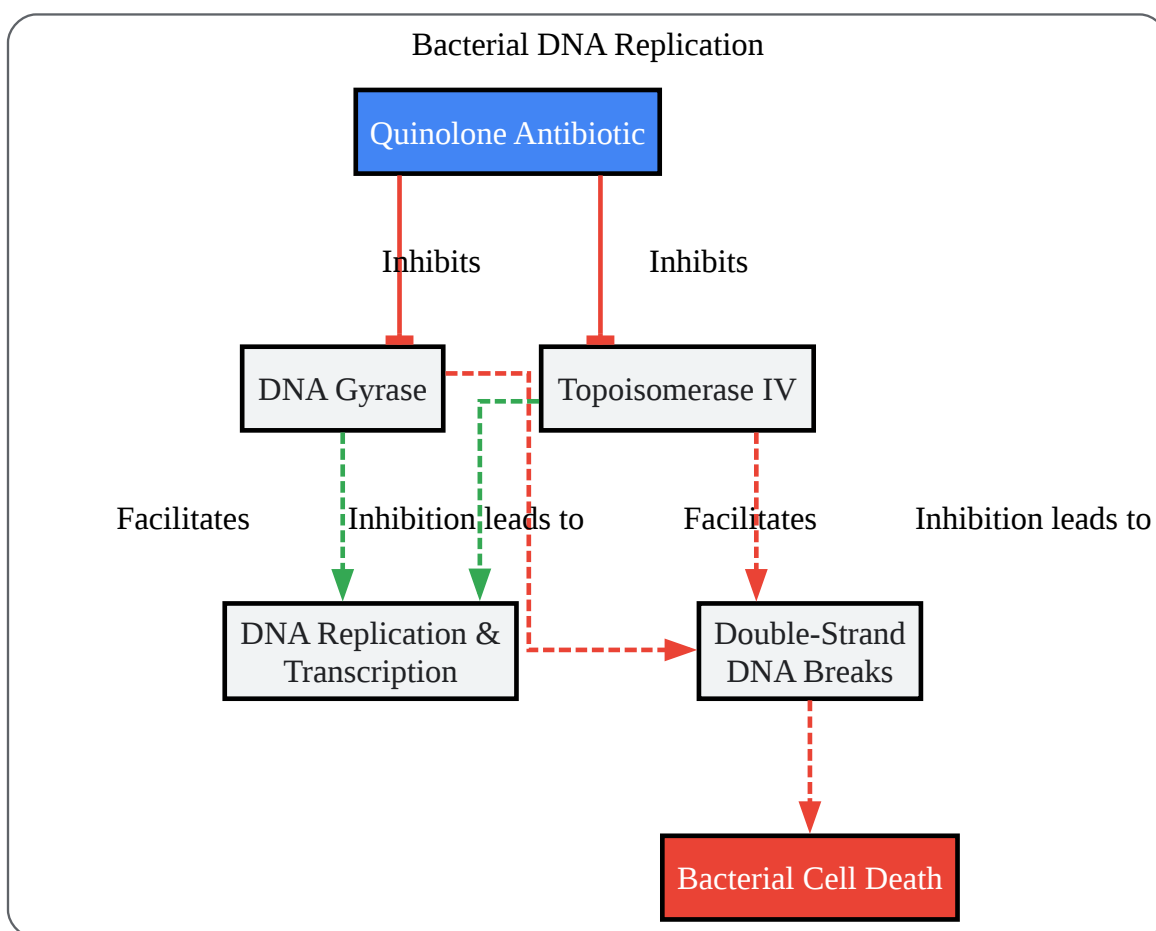 Bacterial DNA Replication
Quinolone Antibiotic
Inhibits
Inhibits
DNA Gyrase
Topoisomerase IV
Facilitates
Inhibition leads to
Facilitates
Inhibition leads to
DNA Replication &
Transcription
Double-Strand
DNA Breaks
Bacterial Cell Death